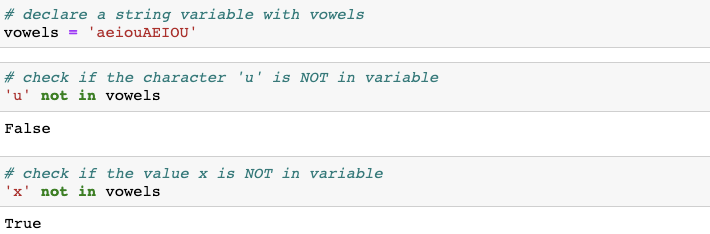 # declare a string variable with vowels
vowels = 'aeiouAEIOU'
# check if the character 'u' is NOT in variable
'u' not in vowels
False
# check if the value x is NOT in variable
'x' not in vowels
True